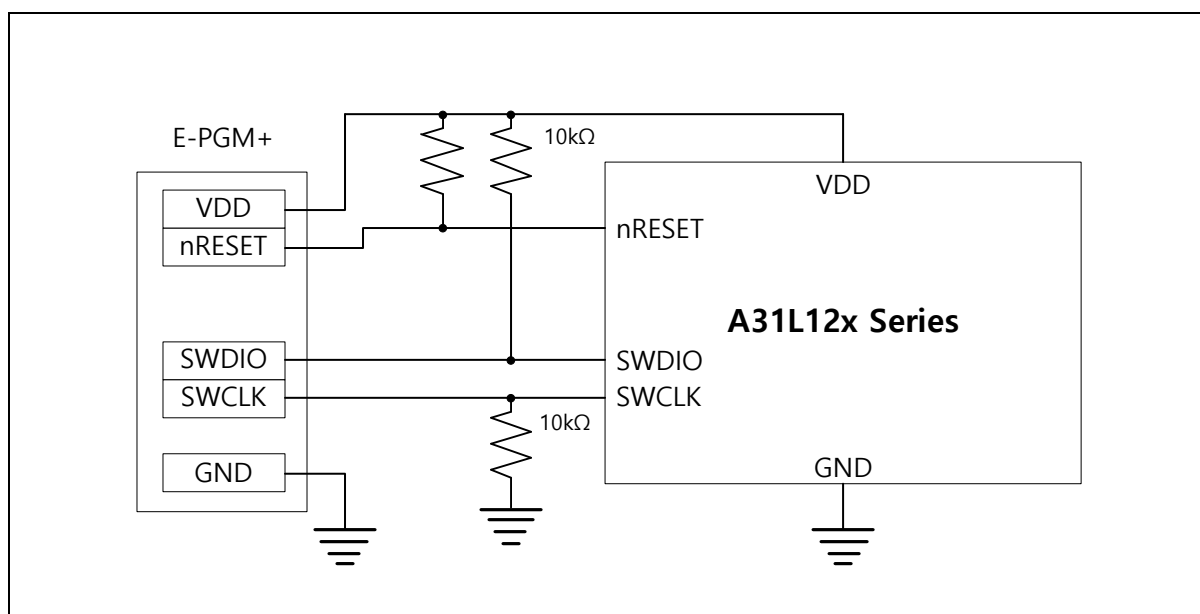 E-PGM+
10kΩ
VDD
VDD
nRESET
nRESET
A31L12x Series
SWDIO
SWDIO
SWCLK
SWCLK
10kΩ
GND
GND